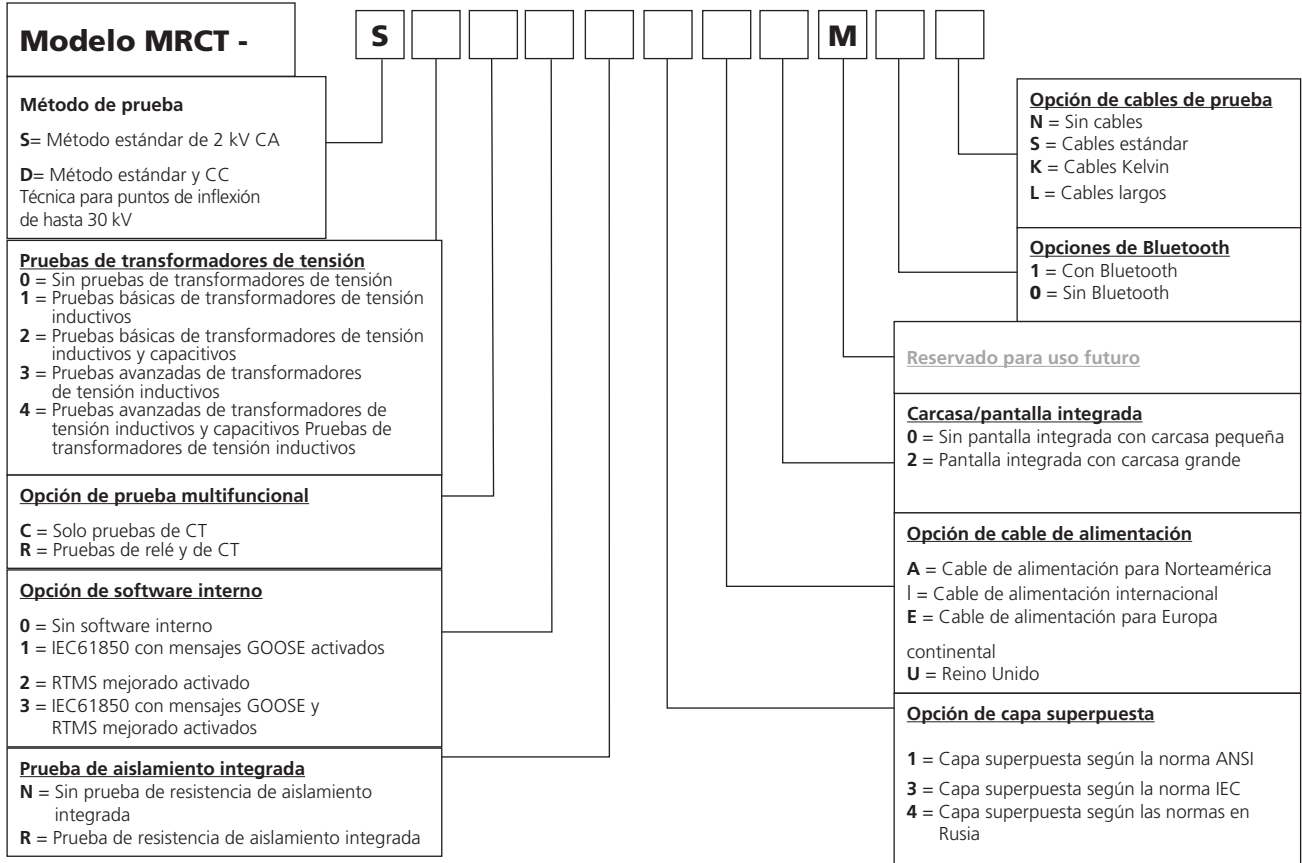 Modelo MRCT -
S
M
Método de prueba
S= Método estándar de 2 kV CA
D= Método estándar y CC
Técnica para puntos de inflexión
de hasta 30 kV
Pruebas de transformadores de tensión
0 = Sin pruebas de transformadores de tensión
1 = Pruebas básicas de transformadores de tensión
inductivos
2 = Pruebas básicas de transformadores de tensión
inductivos y capacitivos
3 = Pruebas avanzadas de transformadores
de tensión inductivos
4 = Pruebas avanzadas de transformadores de
tensión inductivos y capacitivos Pruebas de
transformadores de tensión inductivos
Opción de prueba multifuncional
C = Solo pruebas de CT
R = Pruebas de relé y de CT
Opción de software interno
0 = Sin software interno
1 = IEC61850 con mensajes GOOSE activados
2 = RTMS mejorado activado
3 = IEC61850 con mensajes GOOSE y
RTMS mejorado activados
Prueba de aislamiento integrada
N = Sin prueba de resistencia de aislamiento
integrada
R = Prueba de resistencia de aislamiento integrada
Opción de cables de prueba
N = Sin cables
S = Cables estándar
K = Cables Kelvin
L = Cables largos
Opciones de Bluetooth
1 = Con Bluetooth
0 = Sin Bluetooth
Reservado para uso futuro
Carcasa/pantalla integrada
0 = Sin pantalla integrada con carcasa pequeña
2 = Pantalla integrada con carcasa grande
Opción de cable de alimentación
A = Cable de alimentación para Norteamérica
I = Cable de alimentación internacional
E = Cable de alimentación para Europa
continental
U = Reino Unido
Opción de capa superpuesta
1 = Capa superpuesta según la norma ANSI
3 = Capa superpuesta según la norma IEC
4 = Capa superpuesta según las normas en
Rusia